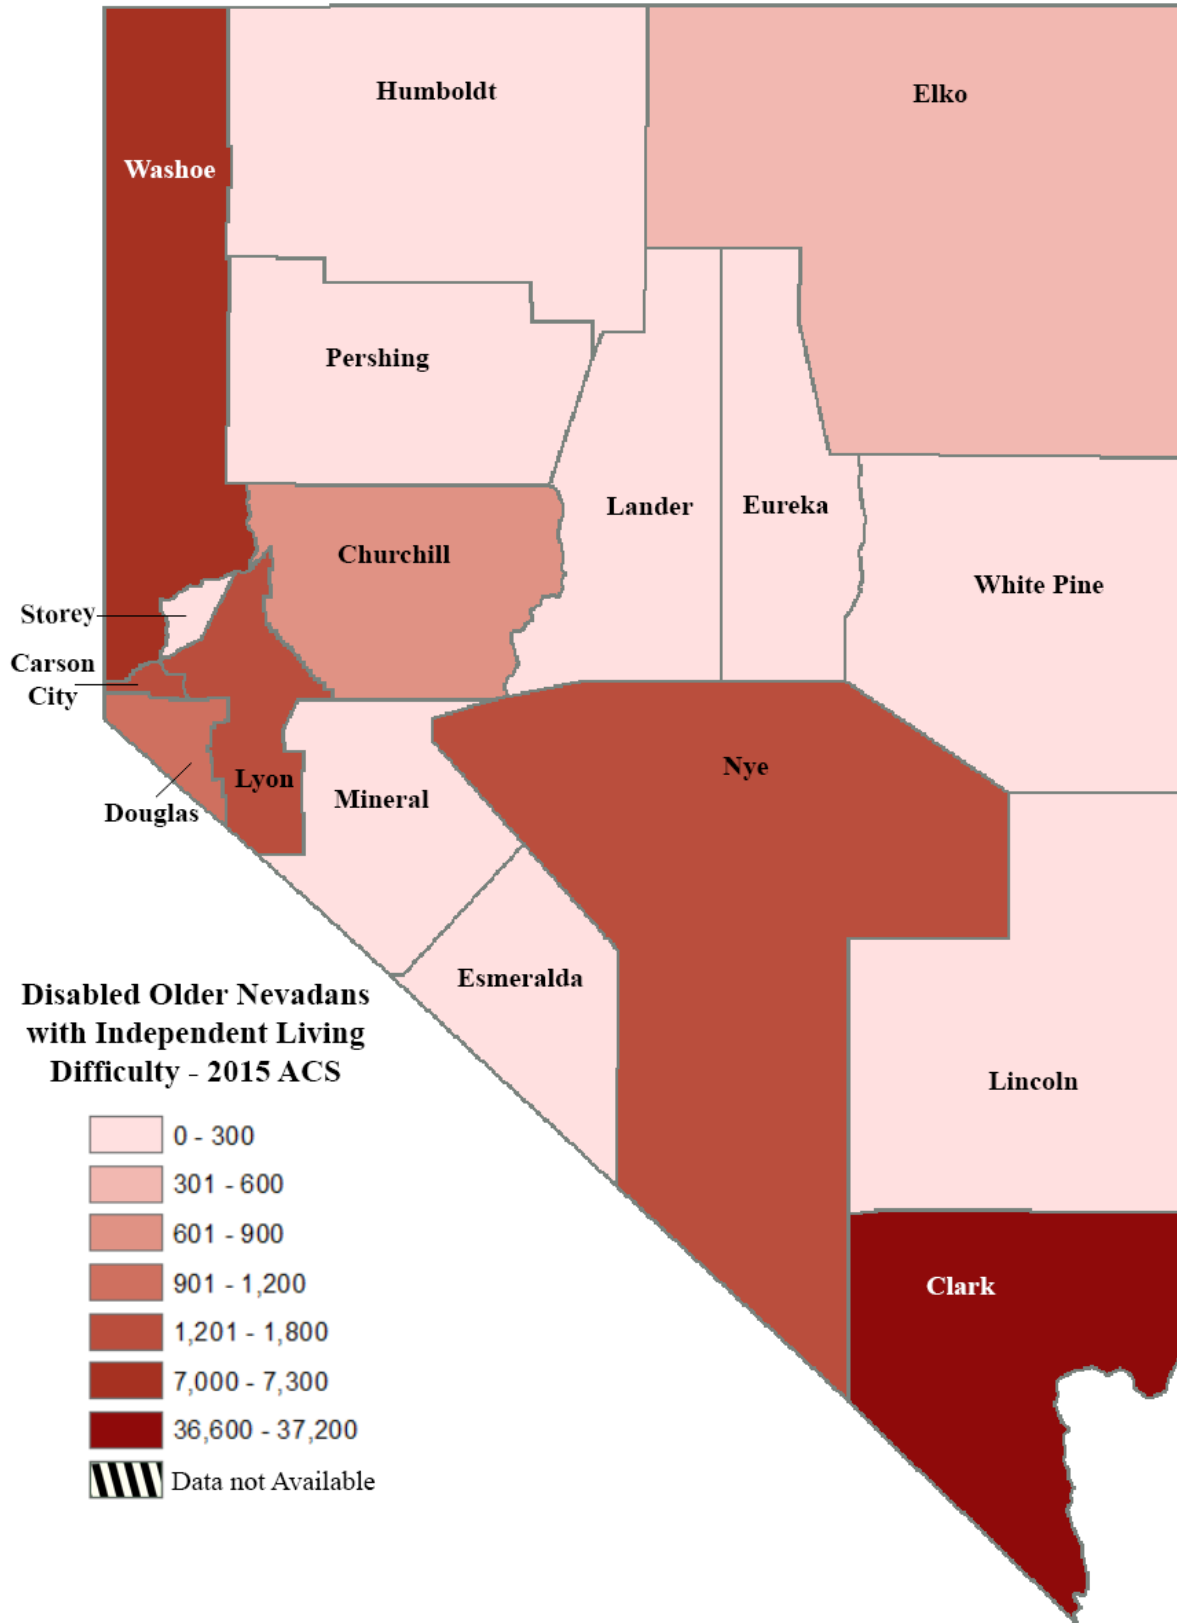 Humboldt
Elko
Washoe
Pershing
Lander
Eureka
Churchill
White Pine
Storey
Carson
City
Nye
Lyon
Mineral
Douglas
Esmeralda
Disabled Older Nevadans
with Independent Living
Difficulty - 2015 ACS
Lincoln
0 - 300
301 - 600
601 - 900
901 - 1,200
Clark
1,201 - 1,800
7,000 - 7,300
36,600 - 37,200
Data not Available